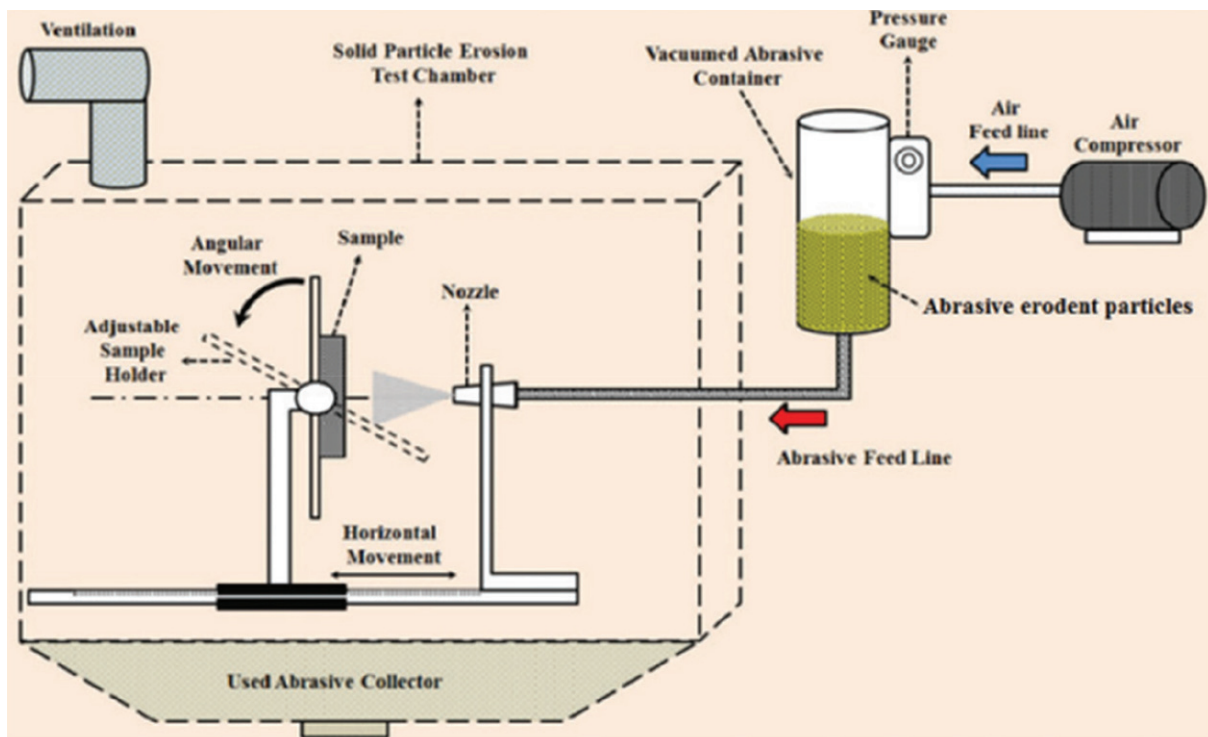 Ventilation
Solid Particle Erosion
Test Chamber
Vacuumed Abrasive
Container
Pressure
Gauge
Air
Feed line
Air
Compressor
Angular
Movement
Sample
Nozzle
Abrasive erodent particles
Adjustable
Sample
Holder
Abrasive Feed Line
Horizontal
Movement
Used Abrasive Collector